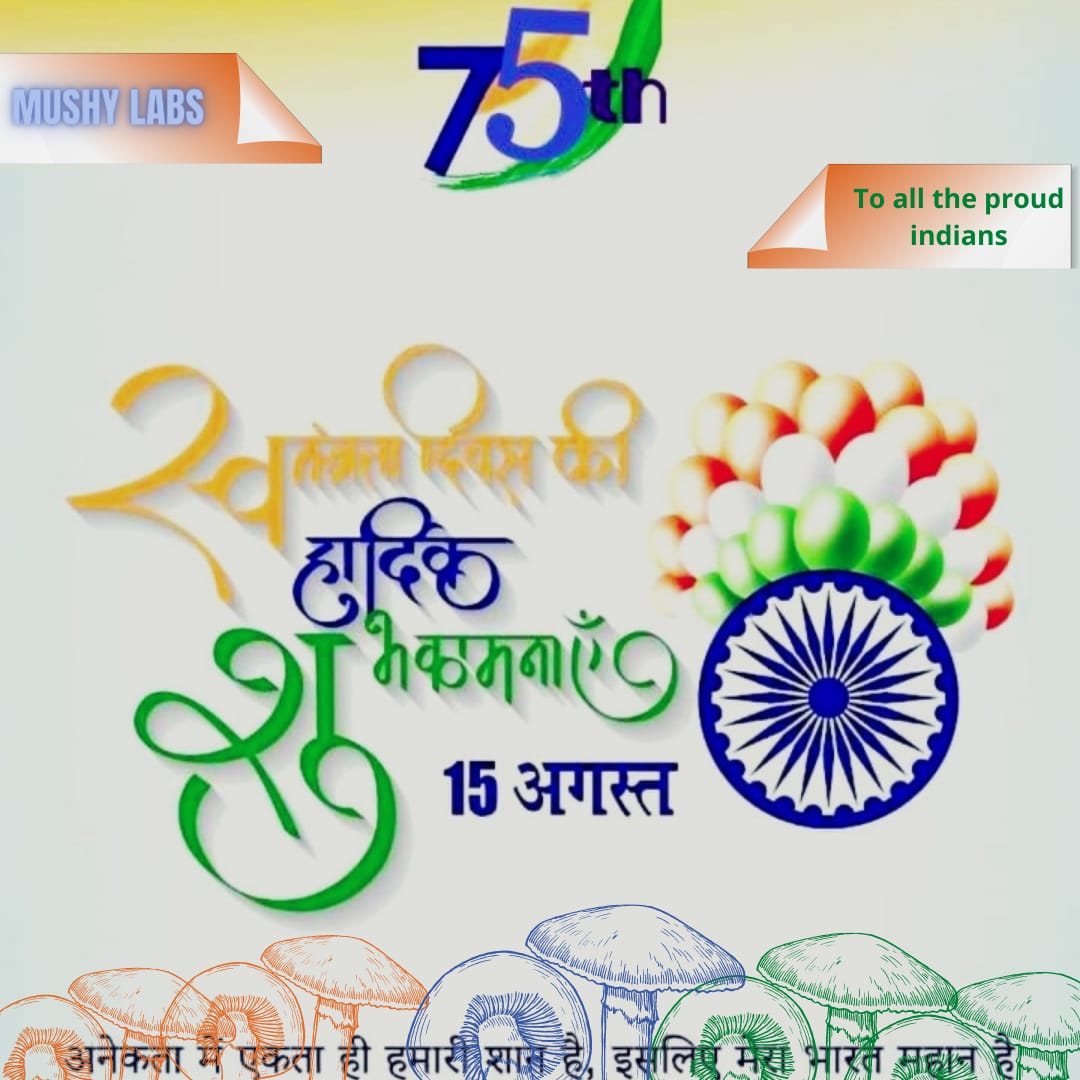 75th
MUSHY LABS
To all the proud
indians
स्वतंत्रता दिवस की
हार्दिक
शुभकामनाएँ
15 अगस्त
अनेकता में एकता ही हमारी शान है, इसलिए मेरा भारत महान है